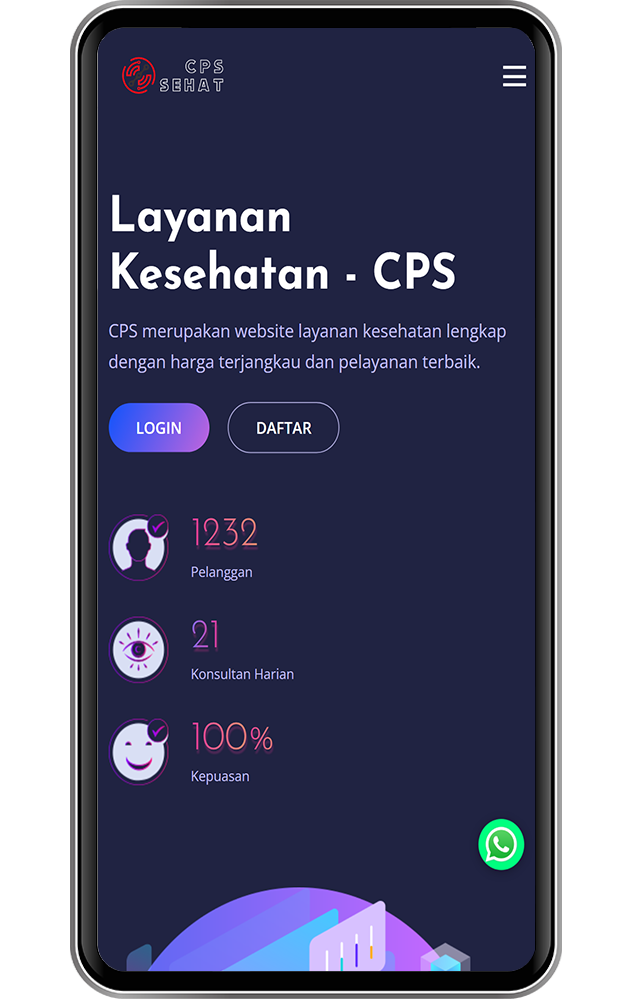 CPS
SEHAT
Layanan
Kesehatan - CPS
CPS merupakan website layanan kesehatan lengkap
dengan harga terjangkau dan pelayanan terbaik.
LOGIN
DAFTAR
1232
Pelanggan
21
Konsultan Harian
100%
Kepuasan